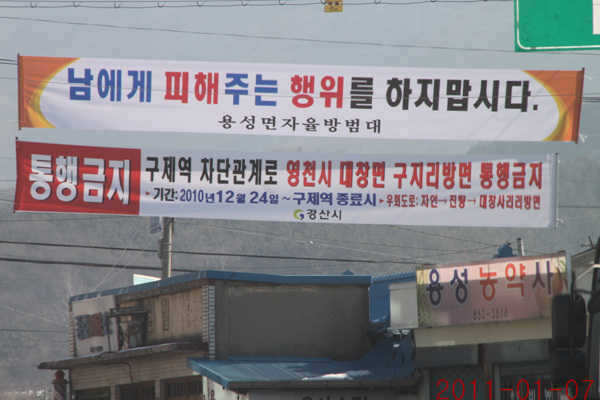 남에게 피해주는 행위를 하지맙시다.
용성면자율방범대
통행금지 구제역 차단관계로 영천시 대창면 구지리방면 통행금지
▶기간: 2010년12월 24일 ~ 구제역 종료시 ▶우회도로: 자인→진량→대창사리리방면
경산시
용성농약사
2011-01-07